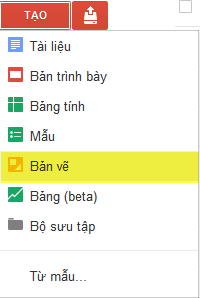 TẠO
Tài liệu
Bản trình bày
Bảng tính
Mẫu
Bản vẽ
Bảng (beta)
Bộ sưu tập
Từ mẫu...